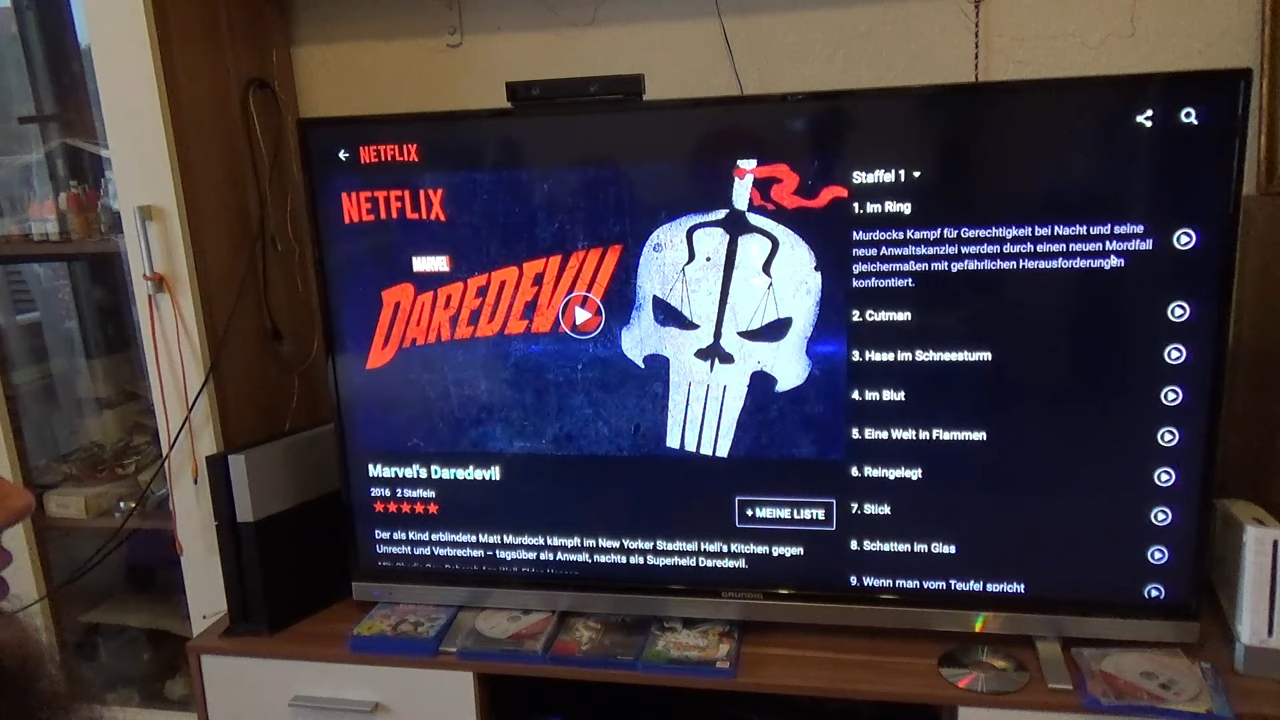 NETFLIX
NETFLIX
MARVEL
DAREDEVIL
Marvel's Daredevil
2016 2 Staffeln
+ MEINE LISTE
Der als Kind erblindete Matt Murdock kämpft im New Yorker Stadtteil Hell's Kitchen gegen
Unrecht und Verbrechen – tagsüber als Anwalt, nachts als Superheld Daredevil.
Staffel 1
1. Im Ring
Murdocks Kampf für Gerechtigkeit bei Nacht und seine
neue Anwaltskanzlei werden durch einen neuen Mordfall
gleichermaßen mit gefährlichen Herausforderungen
konfrontiert.
2. Cutman
3. Hase im Schneesturm
4. Im Blut
5. Eine Welt in Flammen
6. Reingelegt
7. Stick
8. Schatten im Glas
9. Wenn man vom Teufel spricht
GRUNDIG